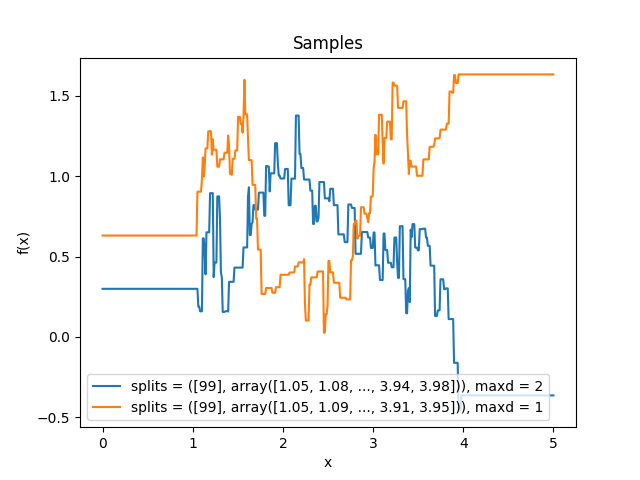 Samples
f(x)
1.5
1.0
0.5
0.0
−0.5
splits = ([99], array([1.05, 1.08, ..., 3.94, 3.98])), maxd = 2
splits = ([99], array([1.05, 1.09, ..., 3.91, 3.95])), maxd = 1
0 1 2 3 4 5
x